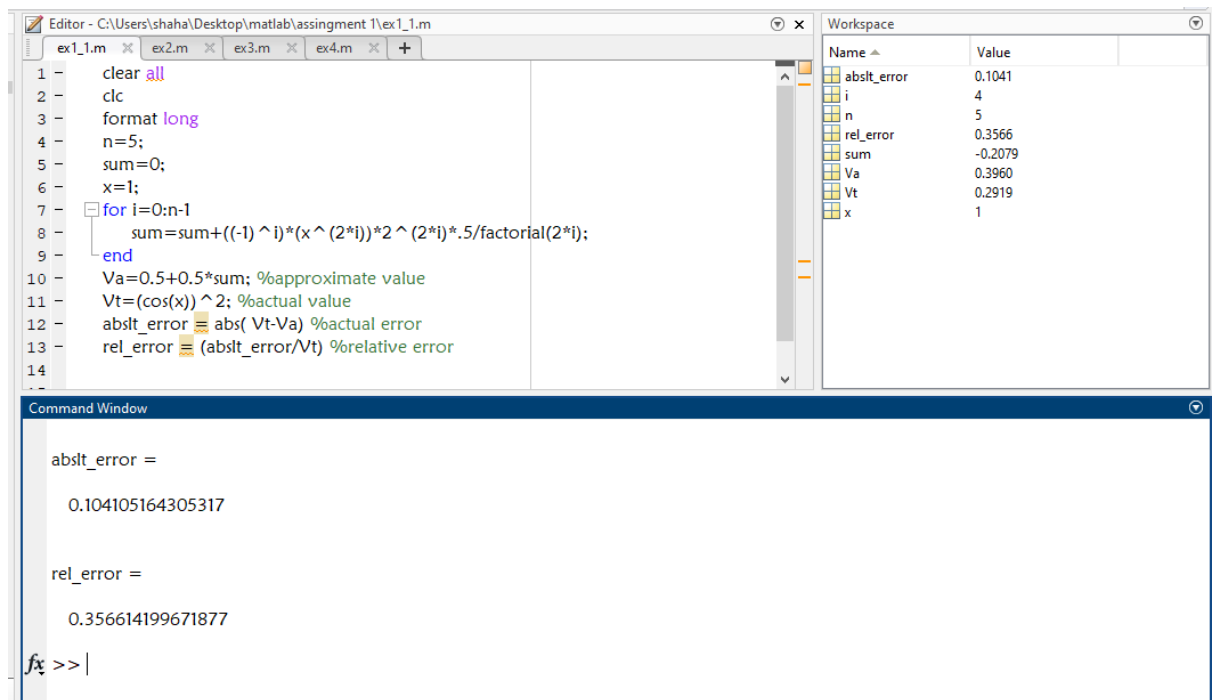 Editor - C:\Users\shaha\Desktop\matlab\assingment 1\ex1_1.m
ex1_1.m ex2.m ex3.m ex4.m +
1 - clear all
2 - clc
3 - format long
4 - n=5;
5 - sum=0;
6 - x=1;
7 - for i=0:n-1
8 - sum=sum+((-1)^i)*(x^(2*i))*2^(2*i)*.5/factorial(2*i);
9 - end
10 - Va=0.5+0.5*sum; %approximate value
11 - Vt=(cos(x))^2; %actual value
12 - abslt_error = abs( Vt-Va) %actual error
13 - rel_error = (abslt_error/Vt) %relative error
14
Workspace
Name Value
abslt_error 0.1041
i 4
n 5
rel_error 0.3566
sum -0.2079
Va 0.3960
Vt 0.2919
x 1
Command Window
abslt_error =
0.104105164305317
rel_error =
0.356614199671877
fx >>